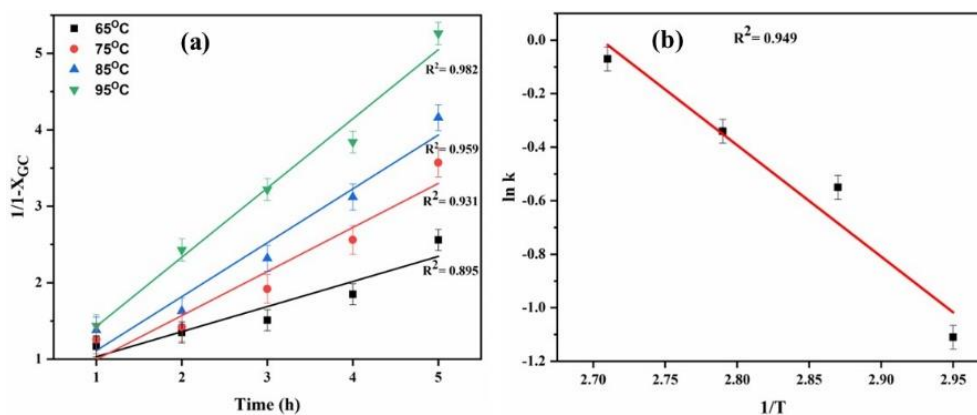 (a)
65°C
75°C
85°C
95°C
R²= 0.982
R²= 0.959
R²= 0.931
R²= 0.895
1/1-X_GC
5
4
3
2
1
1 2 3 4 5
Time (h)
(b)
R²= 0.949
ln k
0.0
-0.2
-0.4
-0.6
-0.8
-1.0
-1.2
2.70 2.75 2.80 2.85 2.90 2.95
1/T